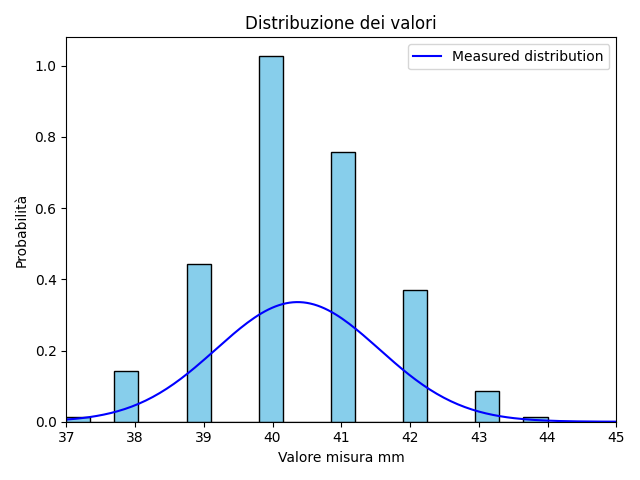 Distribuzione dei valori
Measured distribution
Probabilità
1.0
0.8
0.6
0.4
0.2
0.0
37 38 39 40 41 42 43 44 45
Valore misura mm